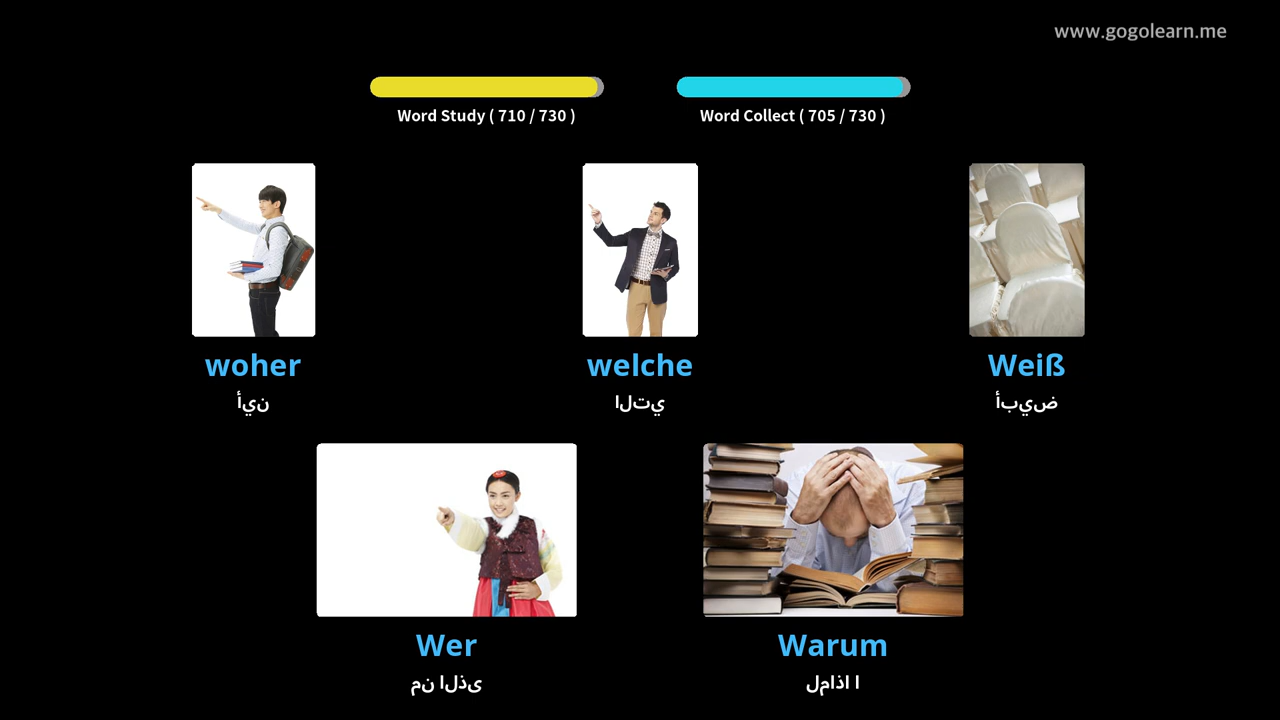 www.gogolearn.me
Word Study ( 710 / 730 )
Word Collect ( 705 / 730 )
woher
أين
welche
التي
Weiß
أبيض
Wer
من الذى
Warum
لماذا ا